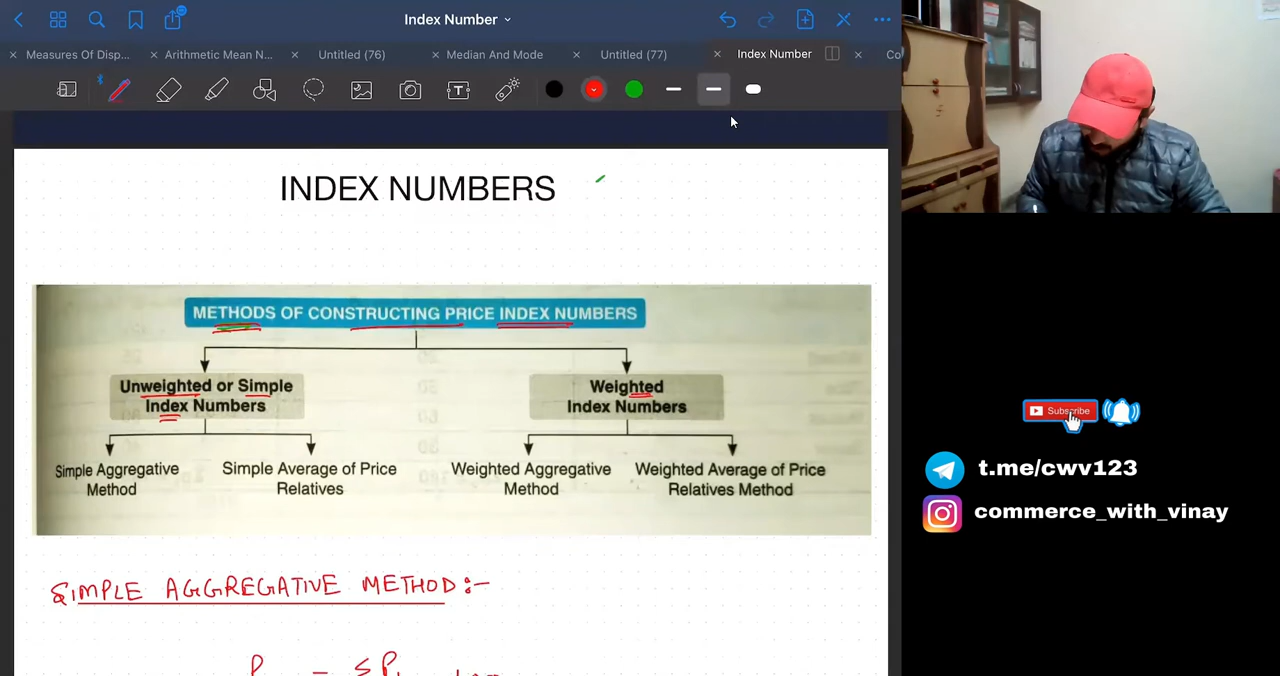 Index Number
Measures Of Disp...
Arithmetic Mean N...
Untitled (76)
Median And Mode
Untitled (77)
Index Number
Co
INDEX NUMBERS
METHODS OF CONSTRUCTING PRICE INDEX NUMBERS
Unweighted or Simple
Index Numbers
Weighted
Index Numbers
Simple Aggregative
Method
Simple Average of Price
Relatives
Weighted Aggregative
Method
Weighted Average of Price
Relatives Method
SIMPLE AGGREGATIVE METHOD:-
Subscribe
t.me/cwv123
commerce_with_vinay